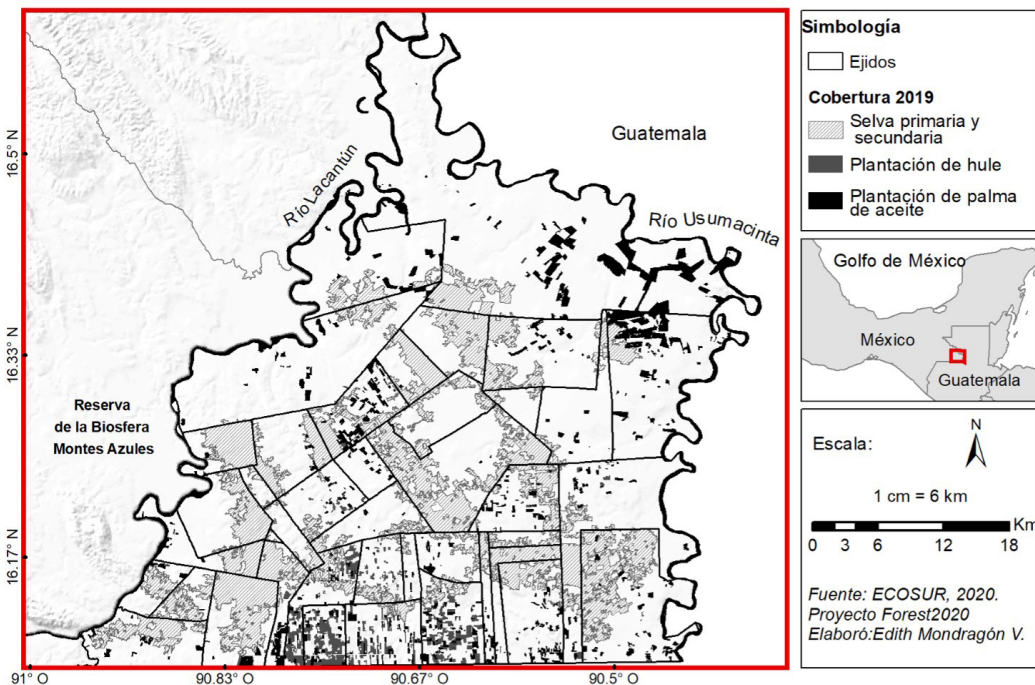 Simbología
Ejidos
Cobertura 2019
Selva primaria y
secundaria
Plantación de hule
Plantación de palma
de aceite
Guatemala
Río Lacantún
Río Usumacinta
Reserva
de la Biosfera
Montes Azules
16.5° N
16.33° N
16.17° N
91° O
90.83° O
90.67° O
90.5° O
Golfo de México
México
Guatemala
Escala:
N
1 cm = 6 km
Km
0 3 6 12 18
Fuente: ECOSUR, 2020.
Proyecto Forest2020
Elaboró:Edith Mondragón V.